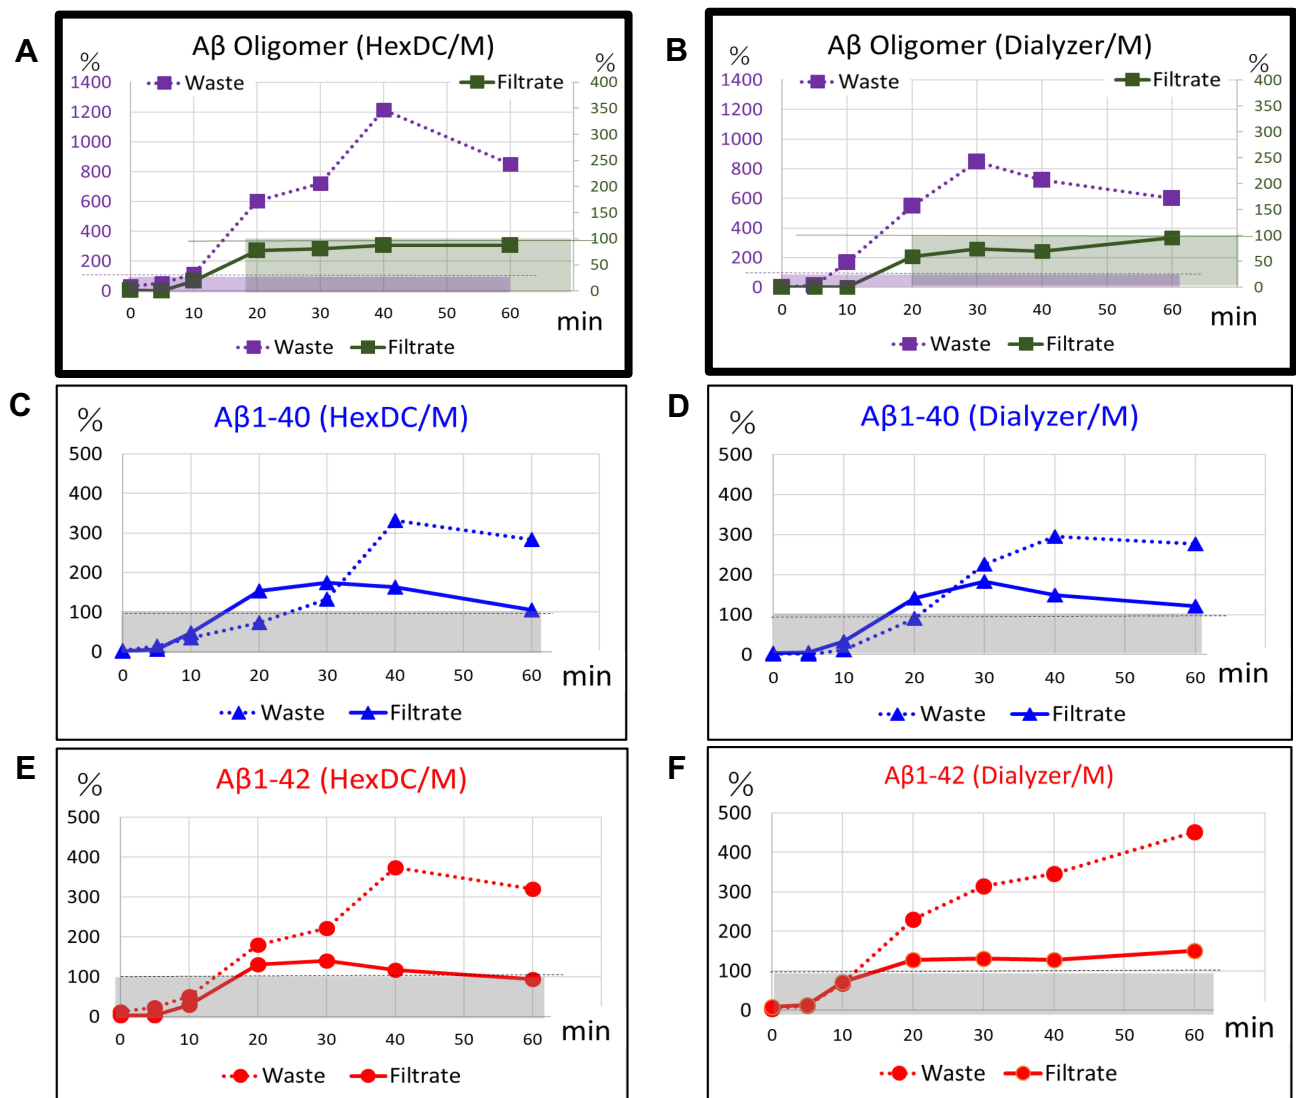 A
Aβ Oligomer (HexDC/M)
% %
Waste Filtrate
1400 400
1200 350
1000 300
800 250
600 200
400 150
200 100
0 50
0
0 10 20 30 40 50 60 min
Waste Filtrate
B
Aβ Oligomer (Dialyzer/M)
% %
Waste Filtrate
1400 400
1200 350
1000 300
800 250
600 200
400 150
200 100
0 50
0
0 10 20 30 40 50 60 min
Waste Filtrate
C
Aβ1-40 (HexDC/M)
%
500
400
300
200
100
0
0 10 20 30 40 50 60 min
Waste Filtrate
D
Aβ1-40 (Dialyzer/M)
%
500
400
300
200
100
0
0 10 20 30 40 50 60 min
Waste Filtrate
E
Aβ1-42 (HexDC/M)
%
500
400
300
200
100
0
0 10 20 30 40 50 60 min
Waste Filtrate
F
Aβ1-42 (Dialyzer/M)
%
500
400
300
200
100
0
0 10 20 30 40 50 60 min
Waste Filtrate